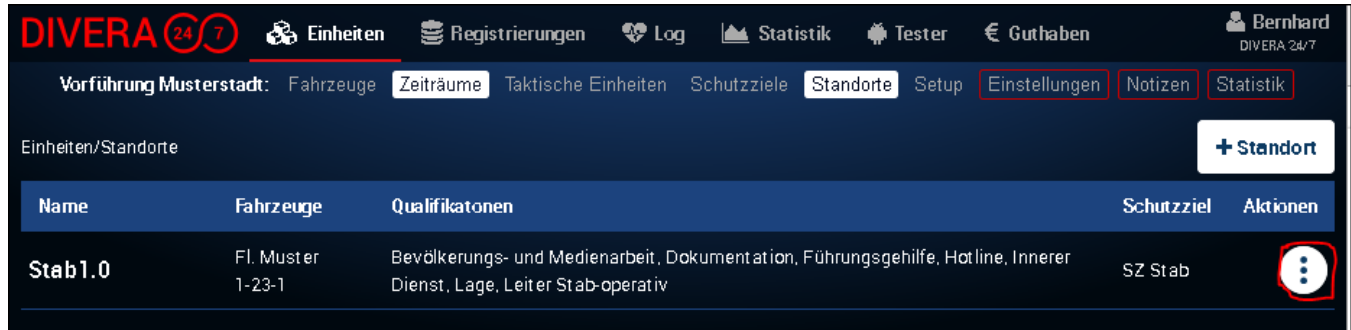 DIVERA 24/7 Einheiten Registrierungen Log Statistik Tester € Guthaben Bernhard
DIVERA 24/7
Vorführung Musterstadt: Fahrzeuge Zeiträume Taktische Einheiten Schutzziele Standorte Setup Einstellungen Notizen Statistik
Einheiten/Standorte + Standort
Name Fahrzeuge Qualifikatonen Schutzziel Aktionen
Stab1.0 Fl. Muster 1-23-1 Bevölkerungs- und Medienarbeit, Dokumentation, Führungsgehilfe, Hotline, Innerer
Dienst, Lage, Leiter Stab-operativ SZ Stab